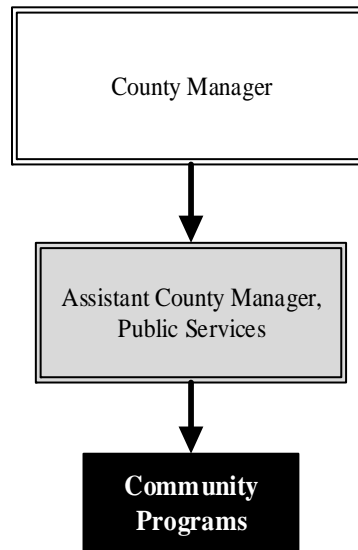 County Manager
Assistant County Manager,
Public Services
Community
Programs